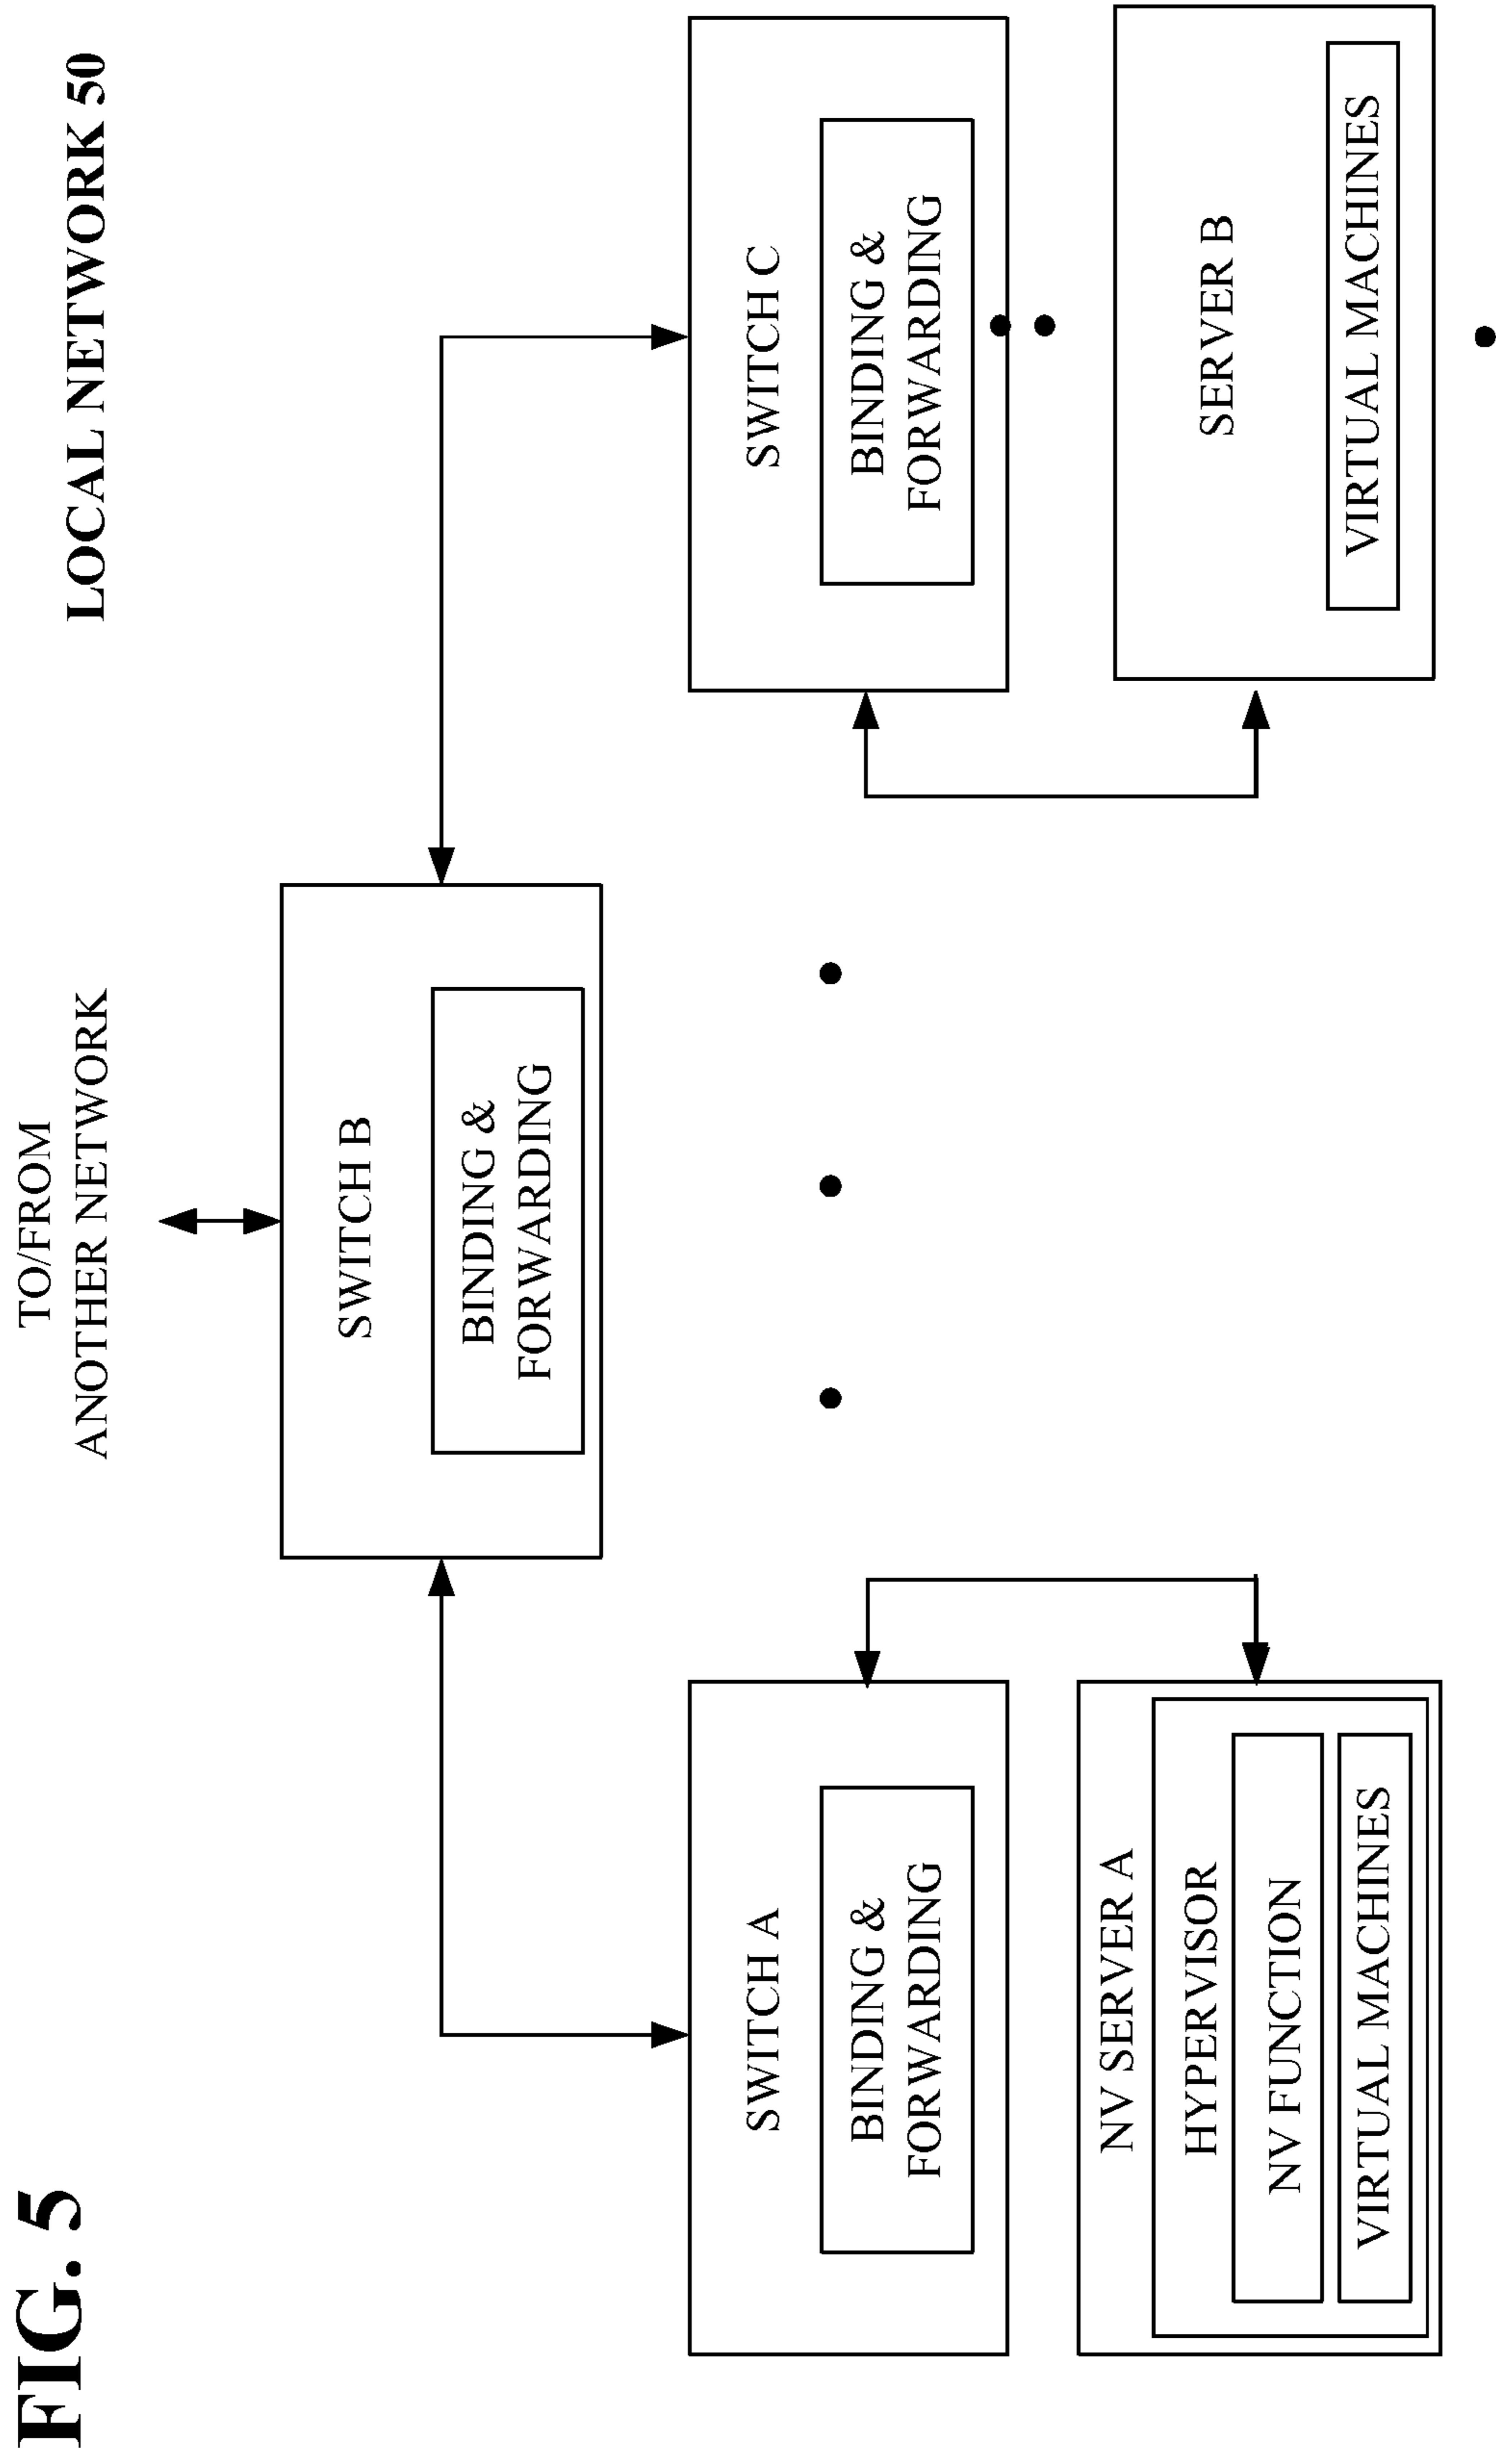 FIG. 5
TO/FROM
ANOTHER NETWORK
LOCAL NETWORK 50
SWITCH B
BINDING &
FORWARDING
SWITCH A
BINDING &
FORWARDING
SWITCH C
BINDING &
FORWARDING
NV SERVER A
HYPERVISOR
NV FUNCTION
VIRTUAL MACHINES
SERVER B
VIRTUAL MACHINES